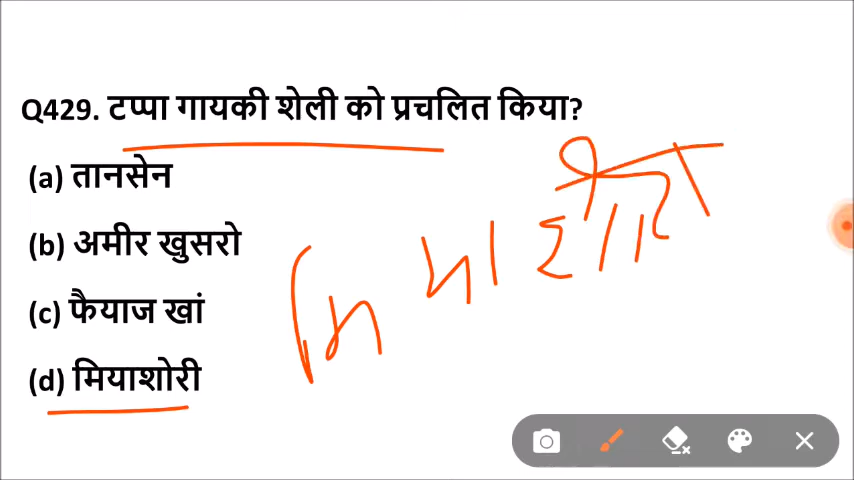 Q429. टप्पा गायकी शेली को प्रचलित किया?
(a) तानसेन
(b) अमीर खुसरो
(c) फैयाज खां
(d) मियाशोरी